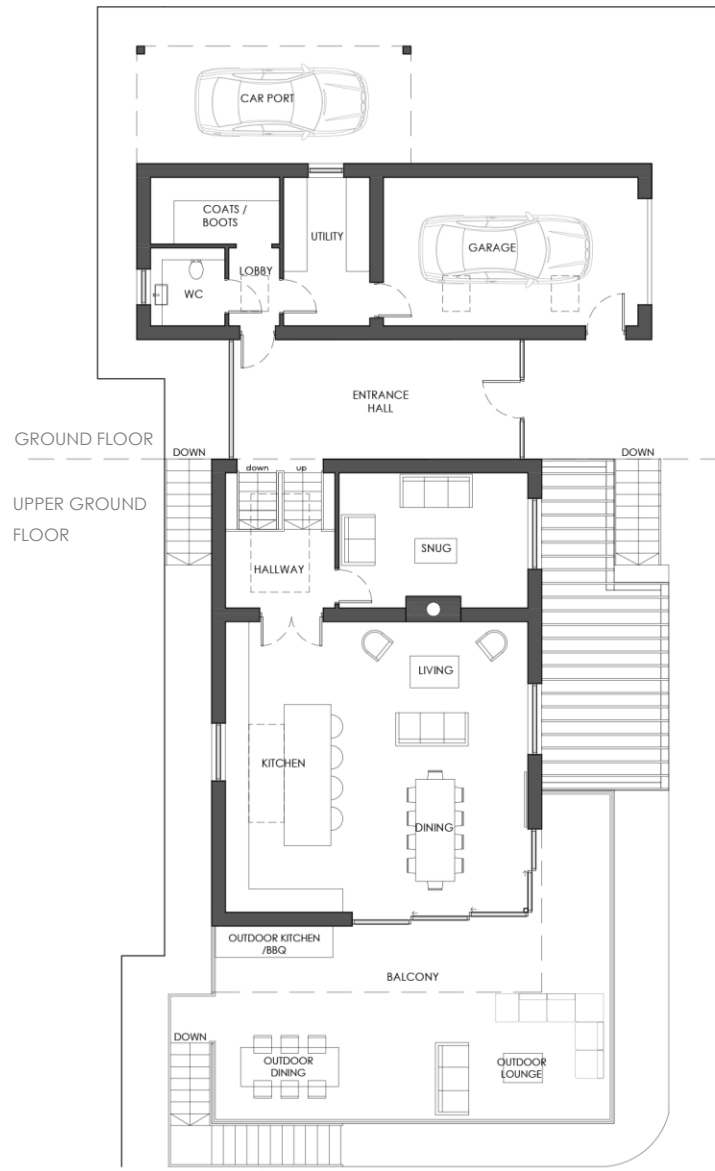 CAR PORT
COATS /
BOOTS
UTILITY
GARAGE
LOBBY
WC
ENTRANCE
HALL
GROUND FLOOR
DOWN
DOWN
down
up
UPPER GROUND
FLOOR
SNUG
HALLWAY
LIVING
KITCHEN
DINING
OUTDOOR KITCHEN
/BBQ
BALCONY
DOWN
OUTDOOR
DINING
OUTDOOR
LOUNGE